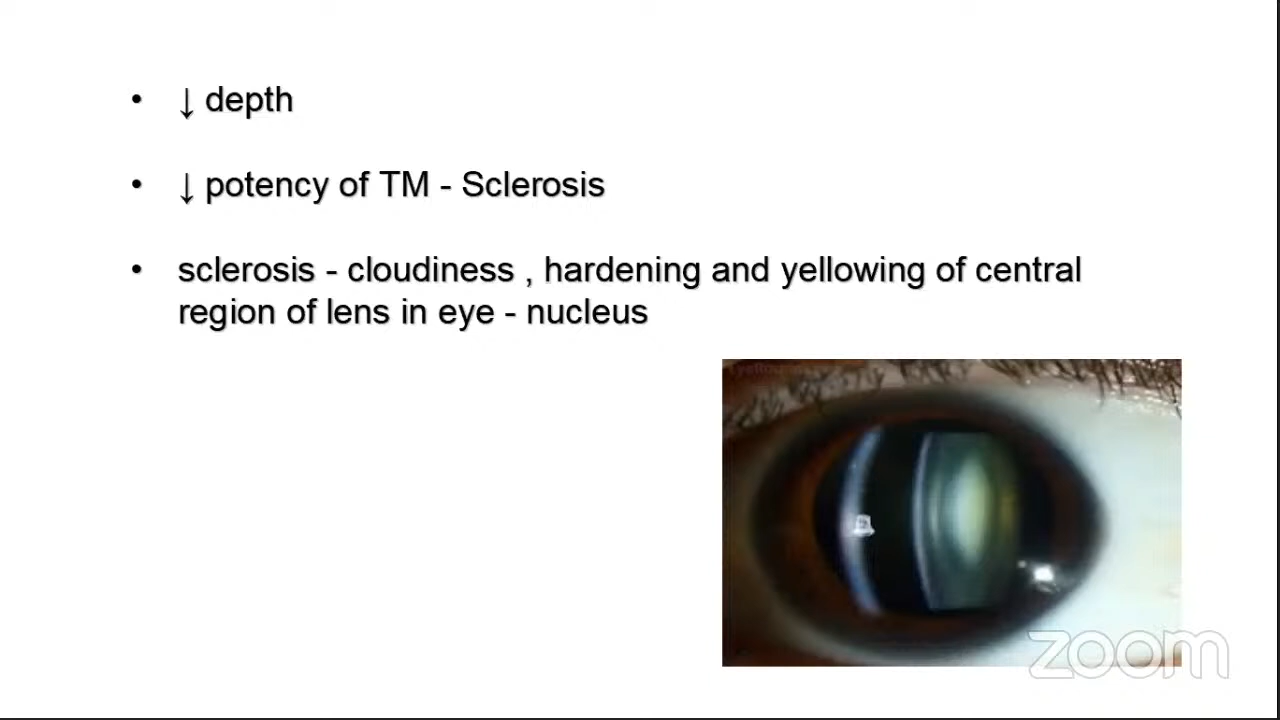 • ↓ depth
• ↓ potency of TM - Sclerosis
• sclerosis - cloudiness , hardening and yellowing of central
region of lens in eye - nucleus
zoom